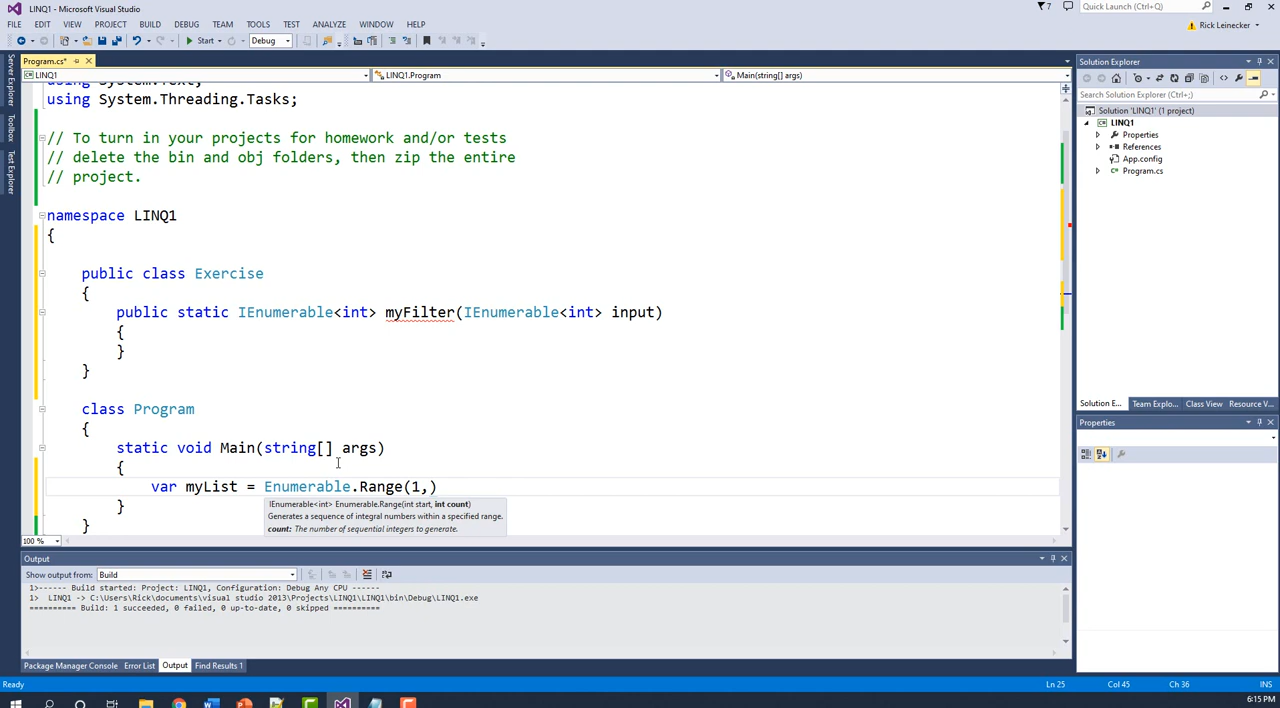 LINQ1 - Microsoft Visual Studio
7
Quick Launch (Ctrl+Q)
FILE EDIT VIEW PROJECT BUILD DEBUG TEAM TOOLS TEST ANALYZE WINDOW HELP
Rick Leinecker
Start
Debug
Program.cs*
Solution Explorer
LINQ1
LINQ1.Program
Main(string[] args)
Server Explorer
Toolbox
Test Explorer
using System.Text;
using System.Threading.Tasks;
// To turn in your projects for homework and/or tests
// delete the bin and obj folders, then zip the entire
// project.
namespace LINQ1
{
public class Exercise
{
public static IEnumerable<int> myFilter(IEnumerable<int> input)
{
}
}
class Program
{
static void Main(string[] args)
{
var myList = Enumerable.Range(1,)
}
}
IEnumerable<int> Enumerable.Range(int start, int count)
Generates a sequence of integral numbers within a specified range.
count: The number of sequential integers to generate.
100 %
Search Solution Explorer (Ctrl+;)
Solution 'LINQ1' (1 project)
LINQ1
Properties
References
App.config
Program.cs
Solution E... Team Explo... Class View Resource V...
Properties
Output
Show output from: Build
1>------ Build started: Project: LINQ1, Configuration: Debug Any CPU ------
1>  LINQ1 -> C:\Users\Rick\documents\visual studio 2013\Projects\LINQ1\LINQ1\bin\Debug\LINQ1.exe
========== Build: 1 succeeded, 0 failed, 0 up-to-date, 0 skipped ==========
Package Manager Console Error List Output Find Results 1
Ready
Ln 25 Col 45 Ch 36 INS
6:15 PM